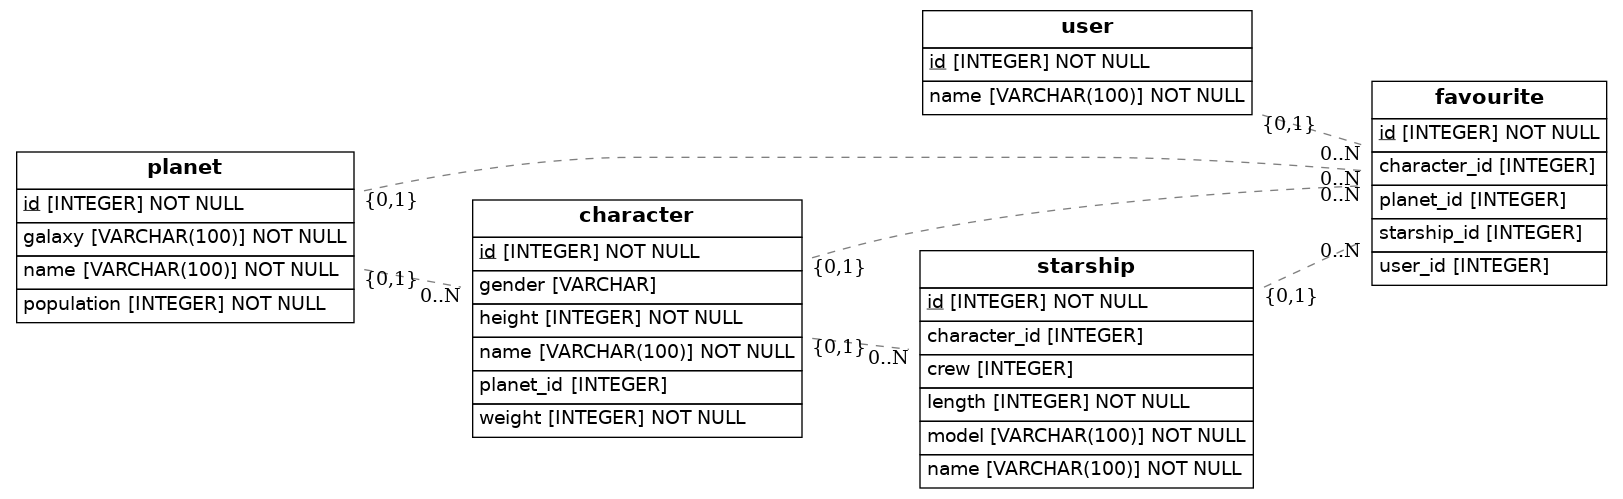 user
id [INTEGER] NOT NULL
name [VARCHAR(100)] NOT NULL
{0,1}
0..N
favourite
id [INTEGER] NOT NULL
character_id [INTEGER]
planet_id [INTEGER]
starship_id [INTEGER]
user_id [INTEGER]
planet
id [INTEGER] NOT NULL
galaxy [VARCHAR(100)] NOT NULL
name [VARCHAR(100)] NOT NULL
population [INTEGER] NOT NULL
{0,1}
0..N
{0,1}
0..N
character
id [INTEGER] NOT NULL
gender [VARCHAR]
height [INTEGER] NOT NULL
name [VARCHAR(100)] NOT NULL
planet_id [INTEGER]
weight [INTEGER] NOT NULL
{0,1}
0..N
{0,1}
0..N
starship
id [INTEGER] NOT NULL
character_id [INTEGER]
crew [INTEGER]
length [INTEGER] NOT NULL
model [VARCHAR(100)] NOT NULL
name [VARCHAR(100)] NOT NULL
{0,1}
0..N